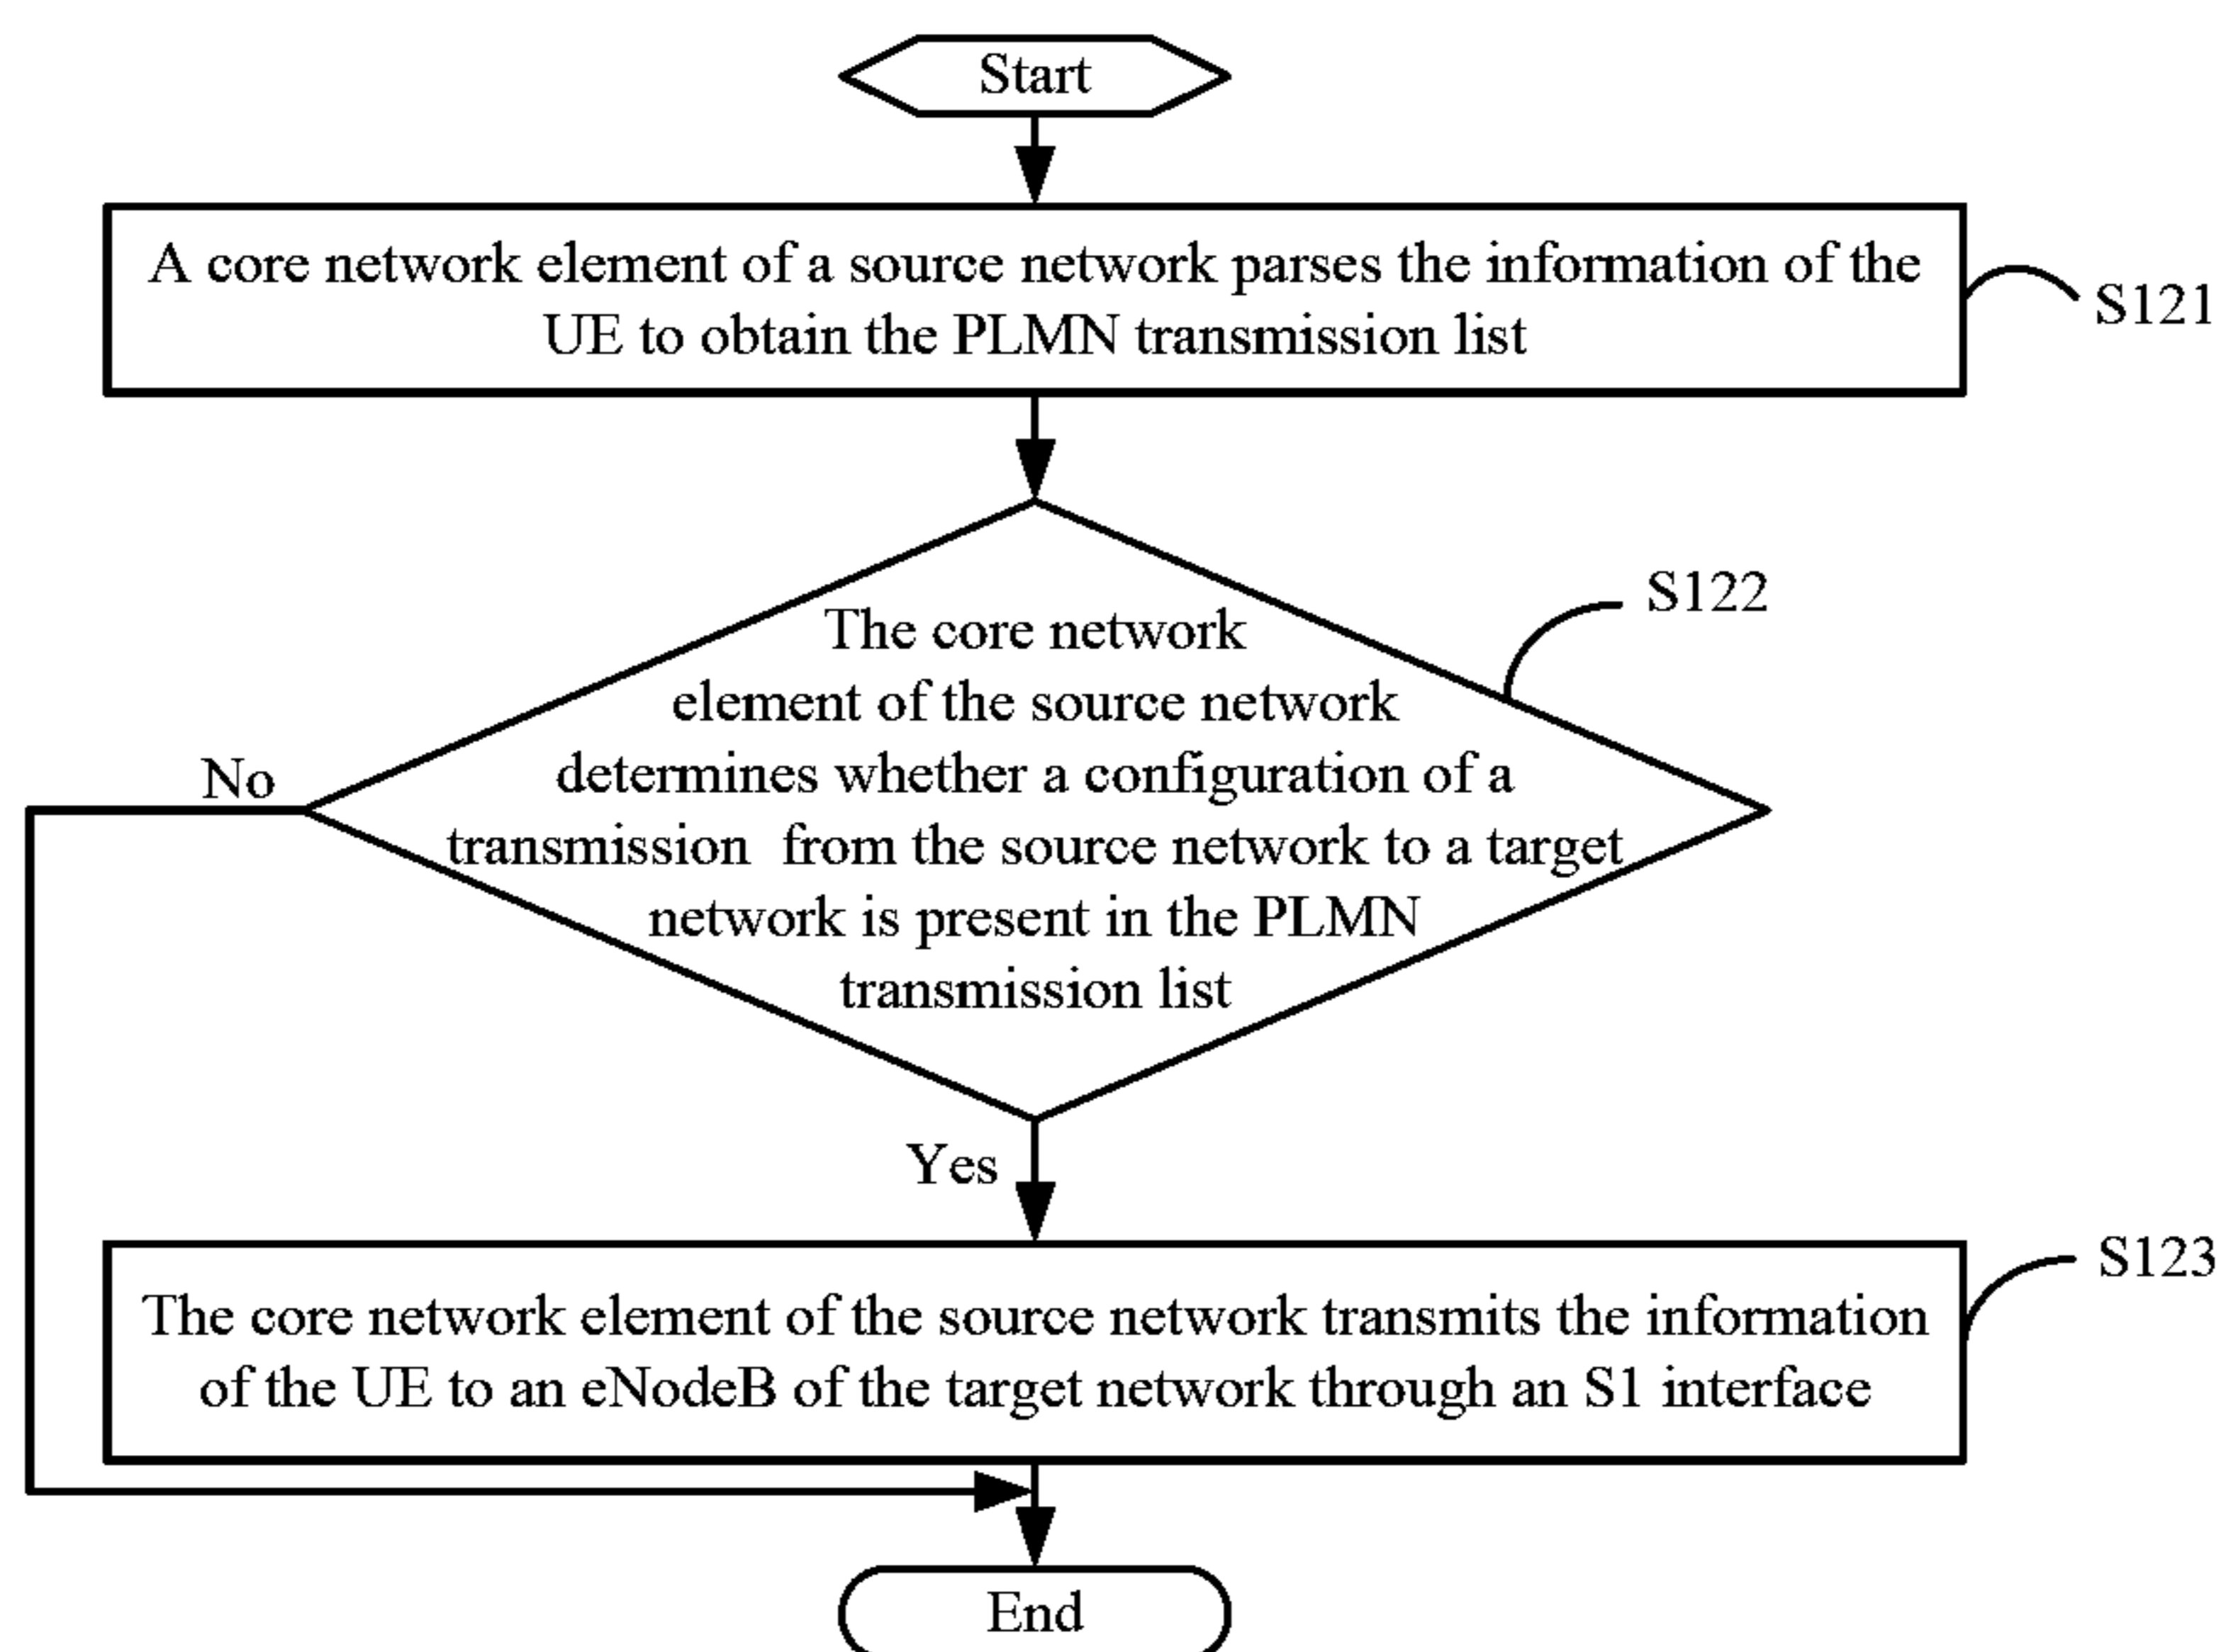 Start
A core network element of a source network parses the information of the
UE to obtain the PLMN transmission list
S121
S122
The core network
element of the source network
determines whether a configuration of a
transmission from the source network to a target
network is present in the PLMN
transmission list
No
Yes
S123
The core network element of the source network transmits the information
of the UE to an eNodeB of the target network through an S1 interface
End